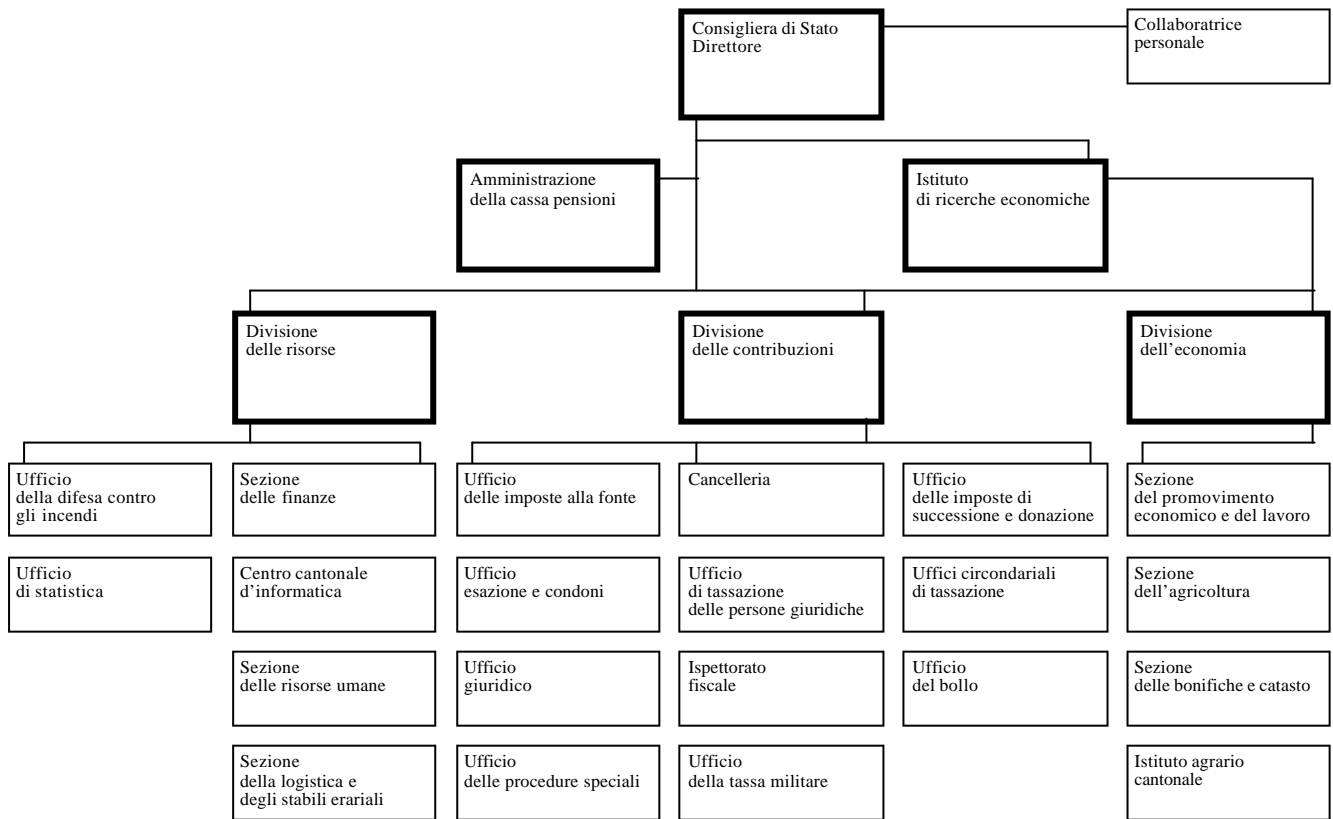 Consigliera di Stato
Direttore
Collaboratrice
personale
Amministrazione
della cassa pensioni
Istituto
di ricerche economiche
Divisione
delle risorse
Divisione
delle contribuzioni
Divisione
dell’economia
Ufficio
della difesa contro
gli incendi
Sezione
delle finanze
Ufficio
delle imposte alla fonte
Cancelleria
Ufficio
delle imposte di
successione e donazione
Sezione
del promovimento
economico e del lavoro
Ufficio
di statistica
Centro cantonale
d’informatica
Ufficio
esazione e condoni
Ufficio
di tassazione
delle persone giuridiche
Uffici circondariali
di tassazione
Sezione
dell’agricoltura
Sezione
delle risorse umane
Ufficio
giuridico
Ispettorato
fiscale
Ufficio
del bollo
Sezione
delle bonifiche e catasto
Sezione
della logistica e
degli stabili erariali
Ufficio
delle procedure speciali
Ufficio
della tassa militare
Istituto agrario
cantonale